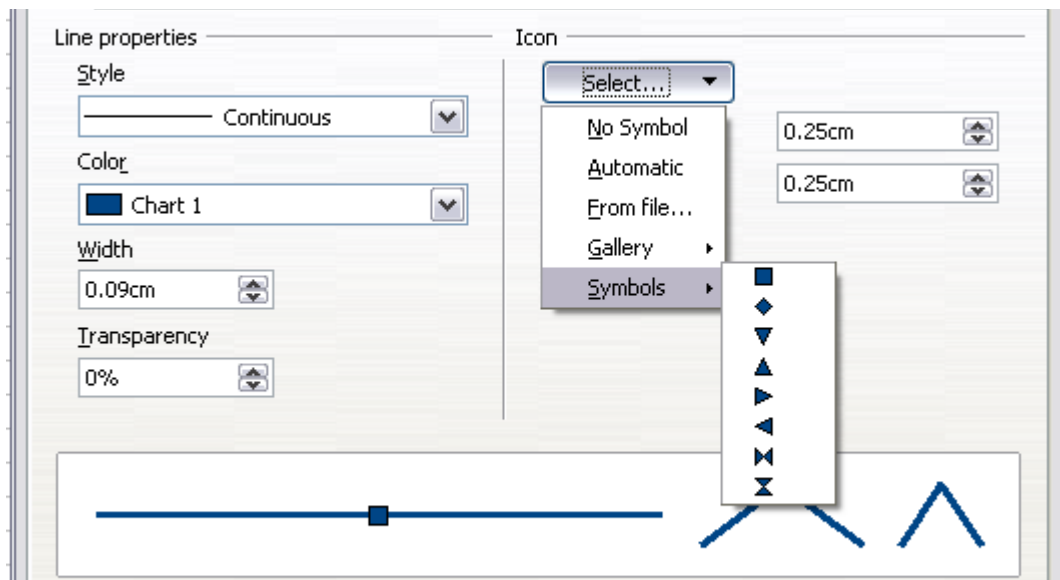 Line properties
Style
Continuous
Color
Chart 1
Width
0.09cm
Transparency
0%
Icon
Select...
No Symbol
Automatic
From file...
Gallery
Symbols
0.25cm
0.25cm